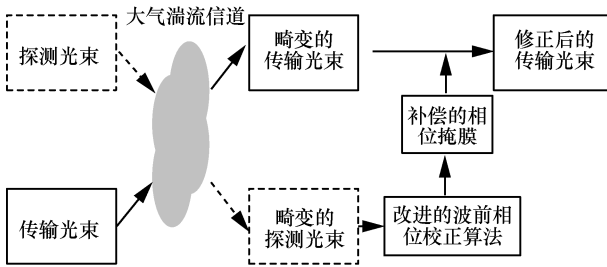 大气湍流信道
探测光束
畸变的
传输光束
修正后的
传输光束
补偿的相
位掩膜
传输光束
畸变的
探测光束
改进的波前相
位校正算法